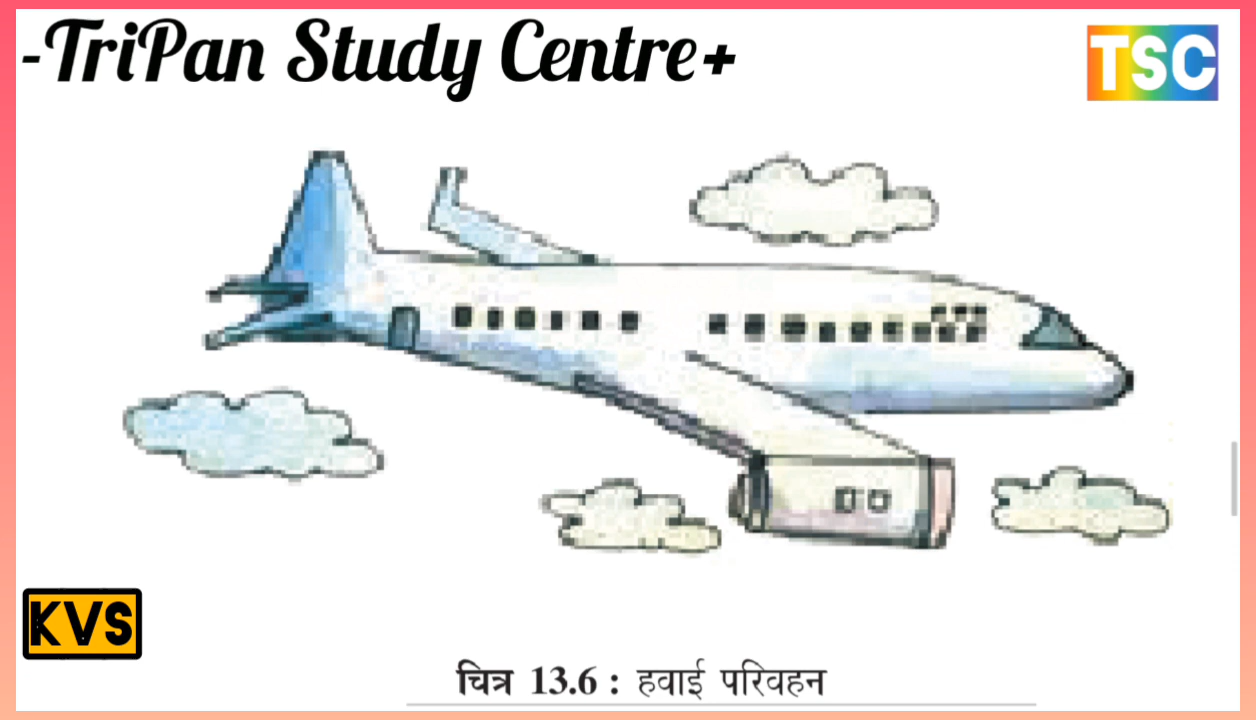 -TriPan Study Centre+
TSC
KVS
चित्र 13.6 : हवाई परिवहन